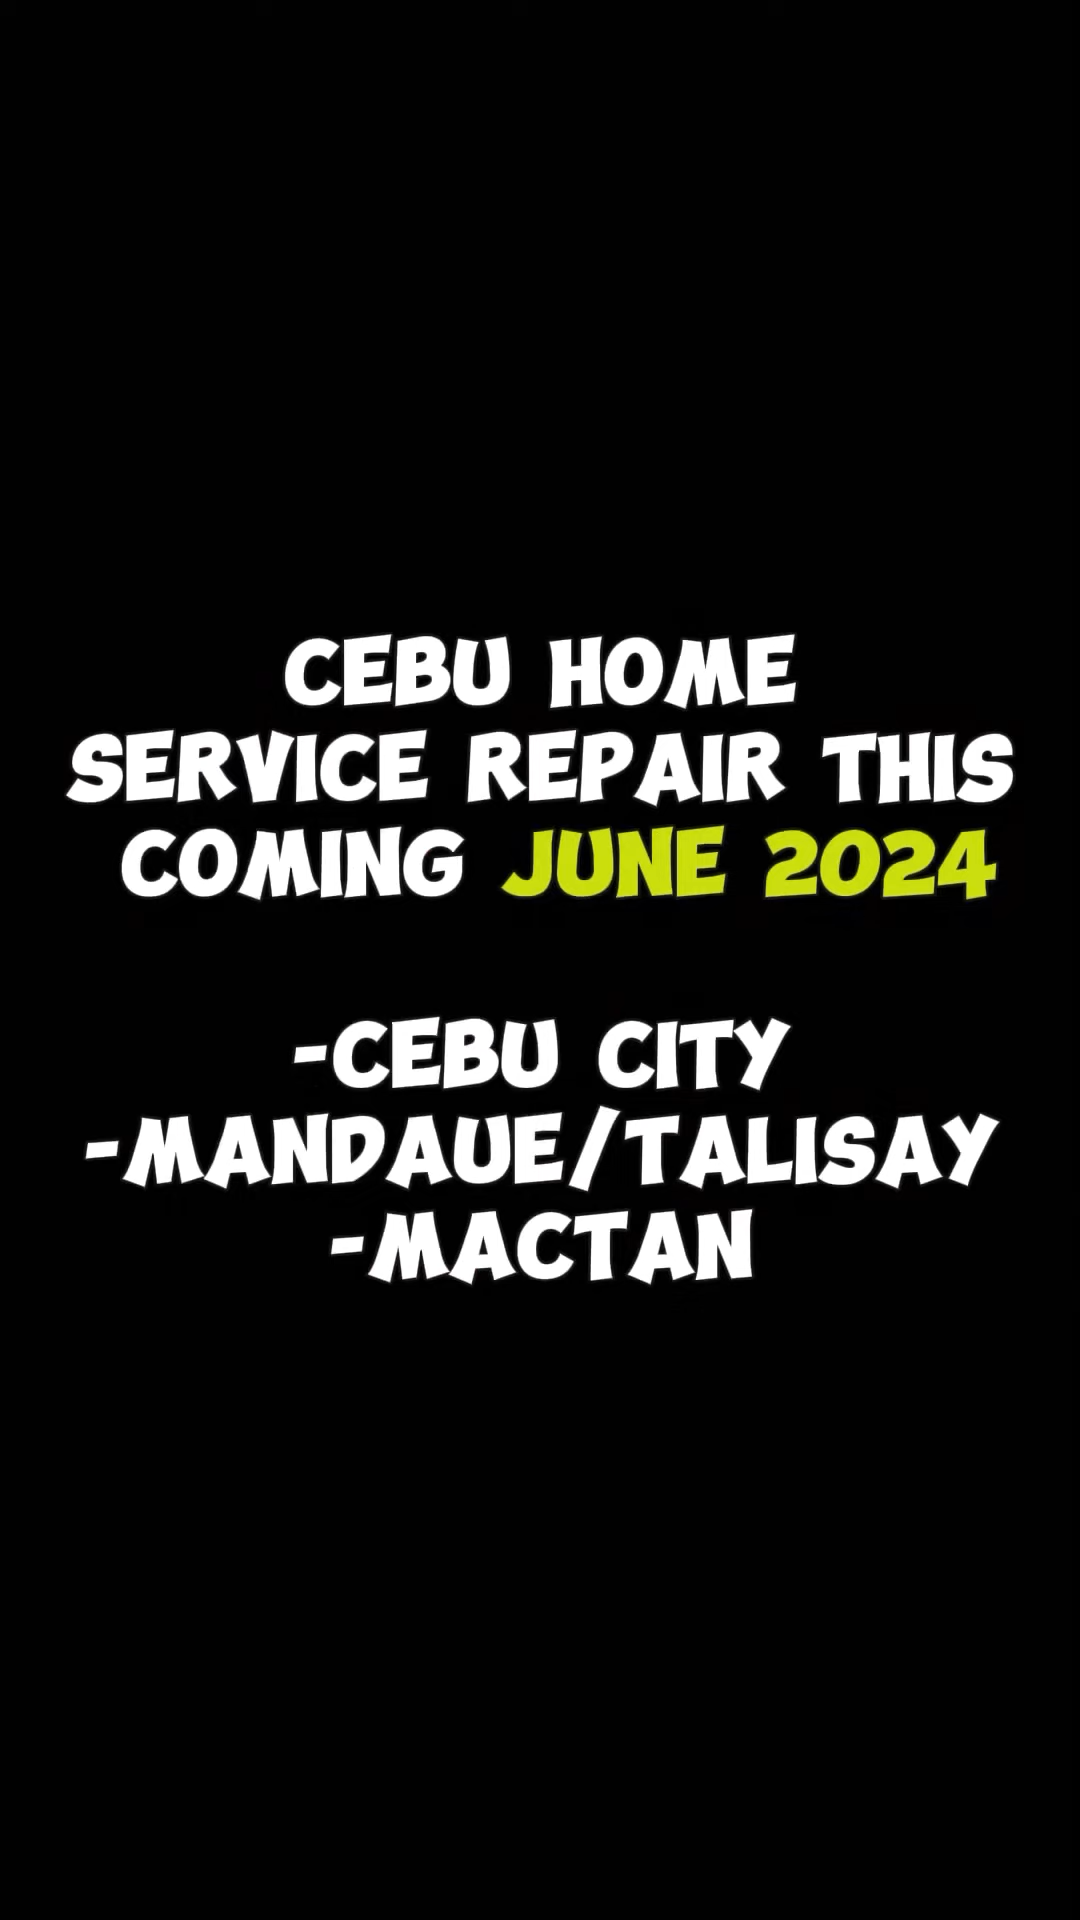 CEBU HOME
SERVICE REPAIR THIS
COMING JUNE 2024
-CEBU CITY
-MANDAUE/TALISAY
-MACTAN